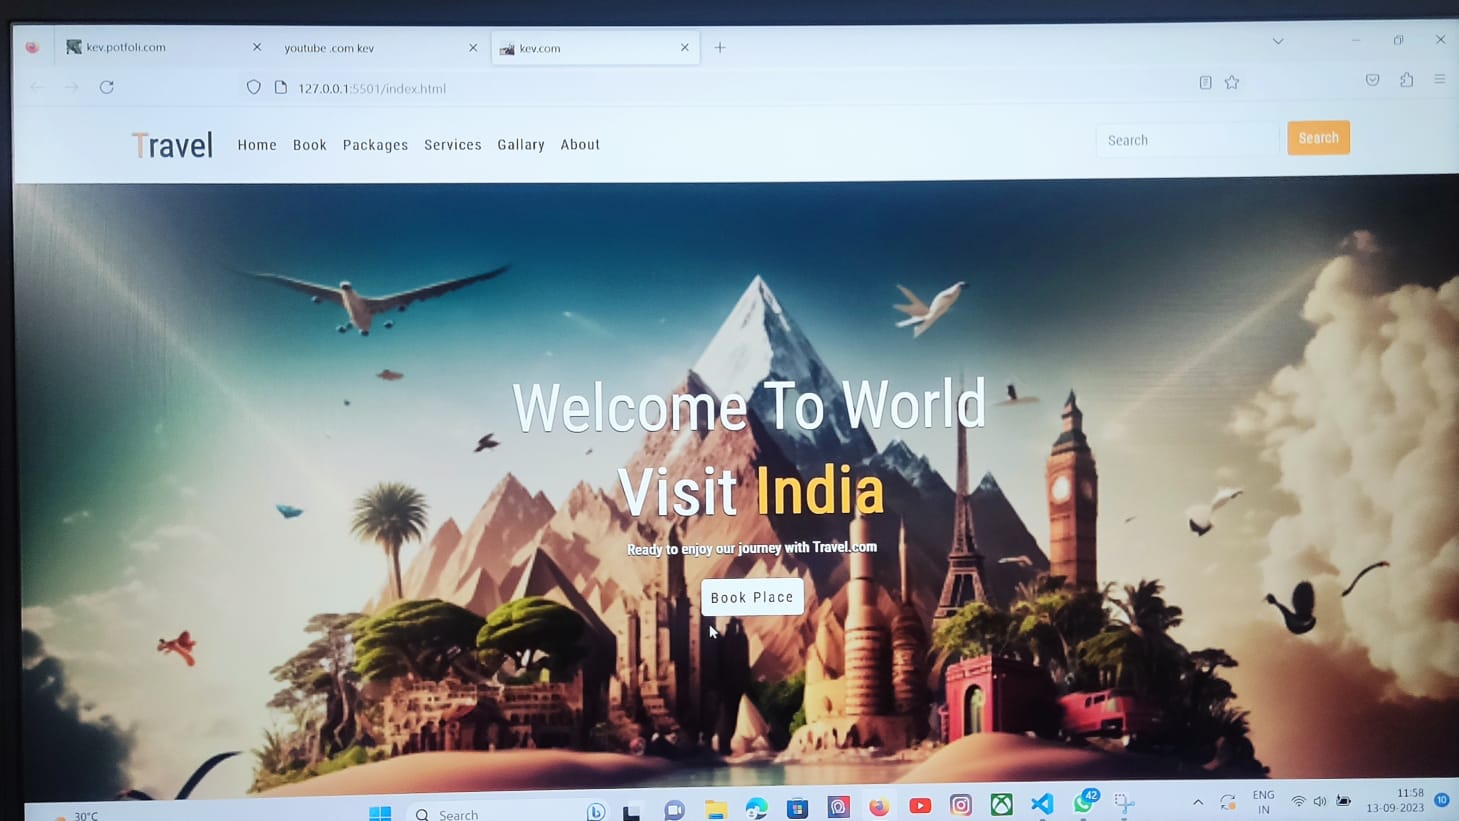 kev.potfoli.com
youtube .com kev
kev.com
127.0.0.1:5501/index.html
Travel Home Book Packages Services Gallary About
Search Search
Welcome To World
Visit India
Ready to enjoy our journey with Travel.com
Book Place
30°C
Search
42
ENG
IN
11:58
13-09-2023
10